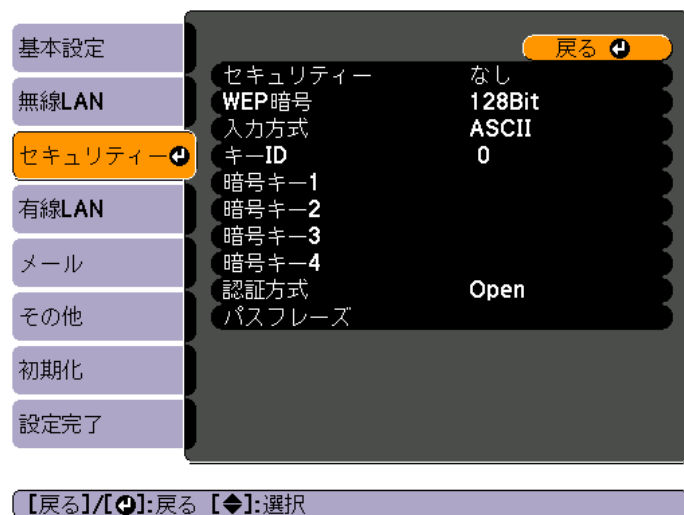 基本設定
無線LAN
セキュリティー
有線LAN
メール
その他
初期化
設定完了
戻る
セキュリティー なし
WEP暗号 128Bit
入力方式 ASCII
キーID 0
暗号キー1
暗号キー2
暗号キー3
暗号キー4
認証方式 Open
パスフレーズ
[戻る]/[⏎]:戻る [◆]:選択